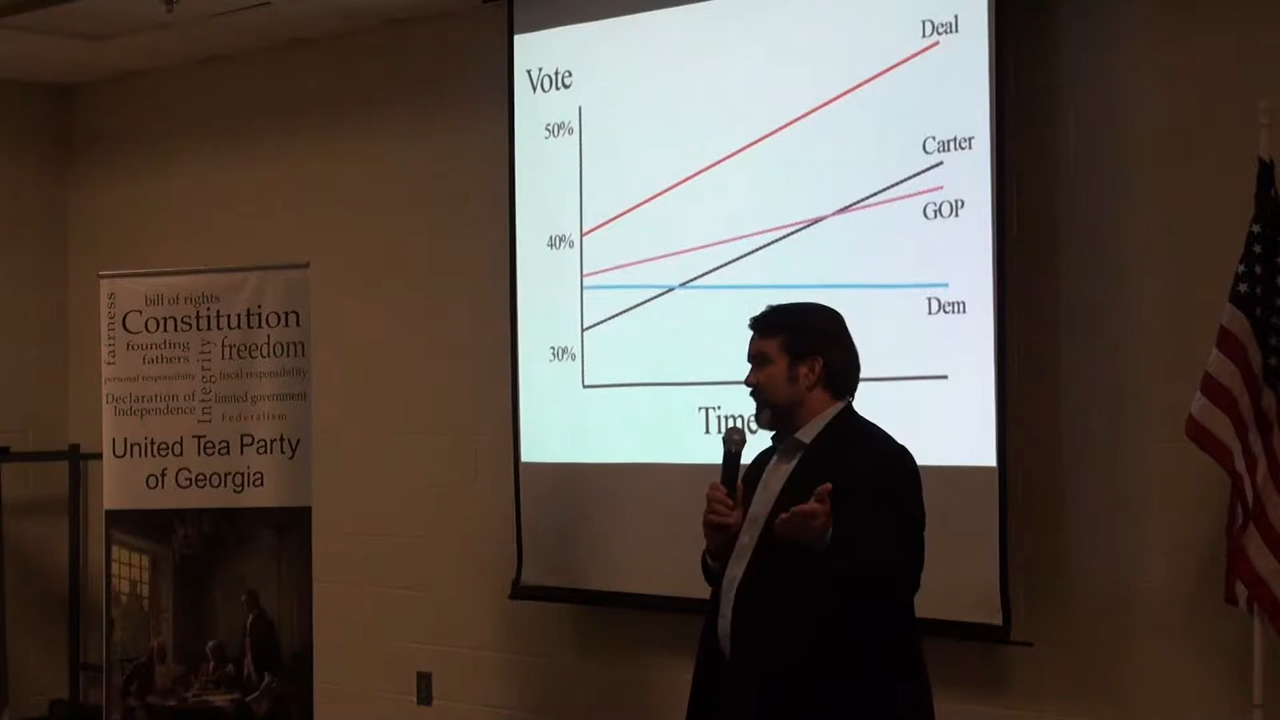 bill of rights
fairness
Constitution
founding
fathers
Integrity
freedom
personal responsibility
fiscal responsibility
Declaration of
Independence
limited government
Federalism
United Tea Party
of Georgia
Vote
50%
40%
30%
Deal
Carter
GOP
Dem
Time